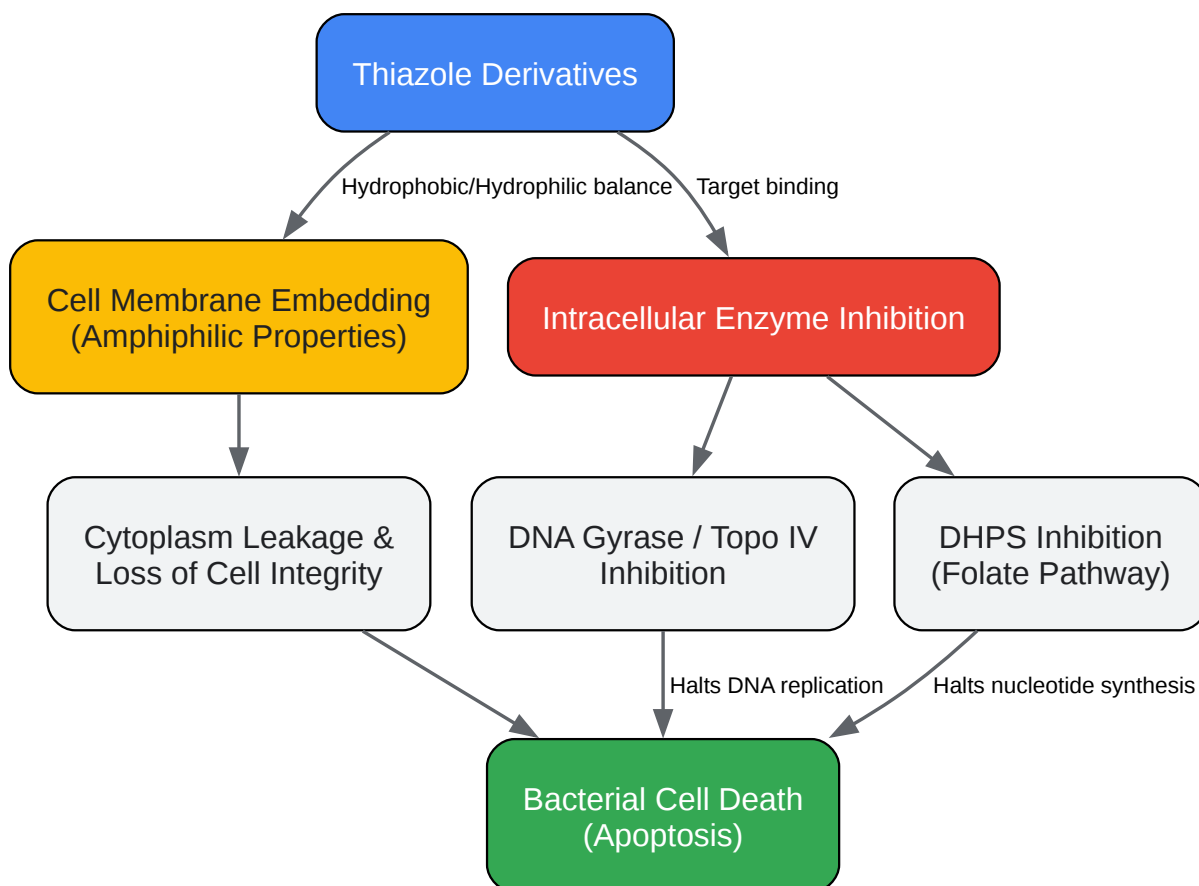 Thiazole Derivatives
Hydrophobic/Hydrophilic balance
Target binding
Cell Membrane Embedding
(Amphiphilic Properties)
Intracellular Enzyme Inhibition
Cytoplasm Leakage &
Loss of Cell Integrity
DNA Gyrase / Topo IV
Inhibition
DHPS Inhibition
(Folate Pathway)
Halts DNA replication
Halts nucleotide synthesis
Bacterial Cell Death
(Apoptosis)